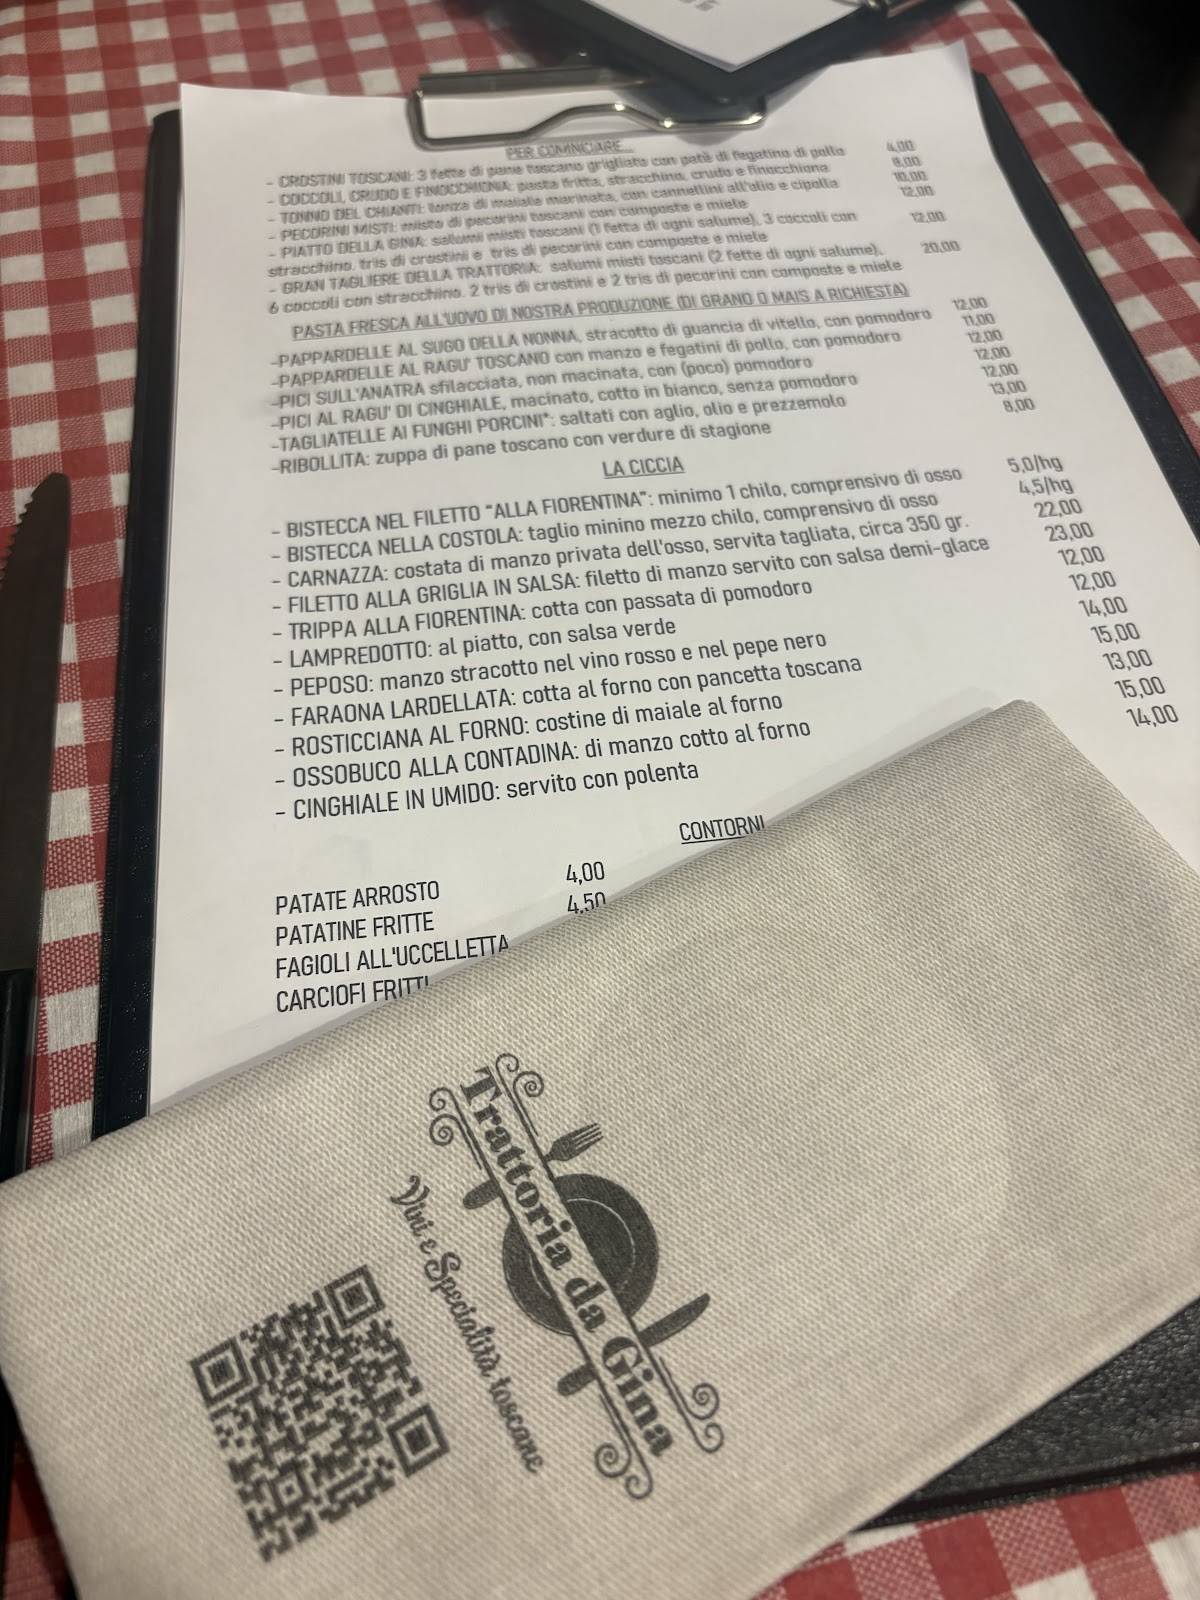 PER COMINCIARE...
- CROSTINI TOSCANI: 3 fette di pane toscano grigliato con patè di fegatino di pollo 4,00
- COCCOLI, CRUDO E FINOCCHIONA: pasta fritta, stracchino, crudo e finocchiona 8,00
- TONNO DEL CHIANTI: lonza di maiale marinata, con cannellini all'olio e cipolla 10,00
- PECORINI MISTI: misto di pecorini toscani con composte e miele 12,00
- PIATTO DELLA GINA: salumi misti toscani (1 fetta di ogni salume), 3 coccoli con
stracchino, tris di crostini e tris di pecorini con composte e miele 12,00
- GRAN TAGLIERE DELLA TRATTORIA: salumi misti toscani (2 fette di ogni salume),
6 coccoli con stracchino, 2 tris di crostini e 2 tris di pecorini con composte e miele 20,00
PASTA FRESCA ALL'UOVO DI NOSTRA PRODUZIONE (DI GRANO O MAIS A RICHIESTA)
-PAPPARDELLE AL SUGO DELLA NONNA, stracotto di guancia di vitello, con pomodoro 12,00
-PAPPARDELLE AL RAGU' TOSCANO con manzo e fegatini di pollo, con pomodoro 11,00
-PICI SULL'ANATRA sfilacciata, non macinata, con (poco) pomodoro 12,00
-PICI AL RAGU' DI CINGHIALE, macinato, cotto in bianco, senza pomodoro 12,00
12,00
-TAGLIATELLE AI FUNGHI PORCINI*: saltati con aglio, olio e prezzemolo 13,00
-RIBOLLITA: zuppa di pane toscano con verdure di stagione 8,00
LA CICCIA
- BISTECCA NEL FILETTO "ALLA FIORENTINA": minimo 1 chilo, comprensivo di osso 5,0/hg
- BISTECCA NELLA COSTOLA: taglio minino mezzo chilo, comprensivo di osso 4,5/hg
- CARNAZZA: costata di manzo privata dell'osso, servita tagliata, circa 350 gr. 22,00
- FILETTO ALLA GRIGLIA IN SALSA: filetto di manzo servito con salsa demi-glace 23,00
- TRIPPA ALLA FIORENTINA: cotta con passata di pomodoro 12,00
- LAMPREDOTTO: al piatto, con salsa verde 12,00
- PEPOSO: manzo stracotto nel vino rosso e nel pepe nero 14,00
- FARAONA LARDELLATA: cotta al forno con pancetta toscana 15,00
- ROSTICCIANA AL FORNO: costine di maiale al forno 13,00
- OSSOBUCO ALLA CONTADINA: di manzo cotto al forno 15,00
- CINGHIALE IN UMIDO: servito con polenta 14,00
CONTORNI
PATATE ARROSTO 4,00
PATATINE FRITTE 4,50
FAGIOLI ALL'UCCELLETTA
CARCIOFI FRITTI
Trattoria da Gina
Vini e Specialità toscane